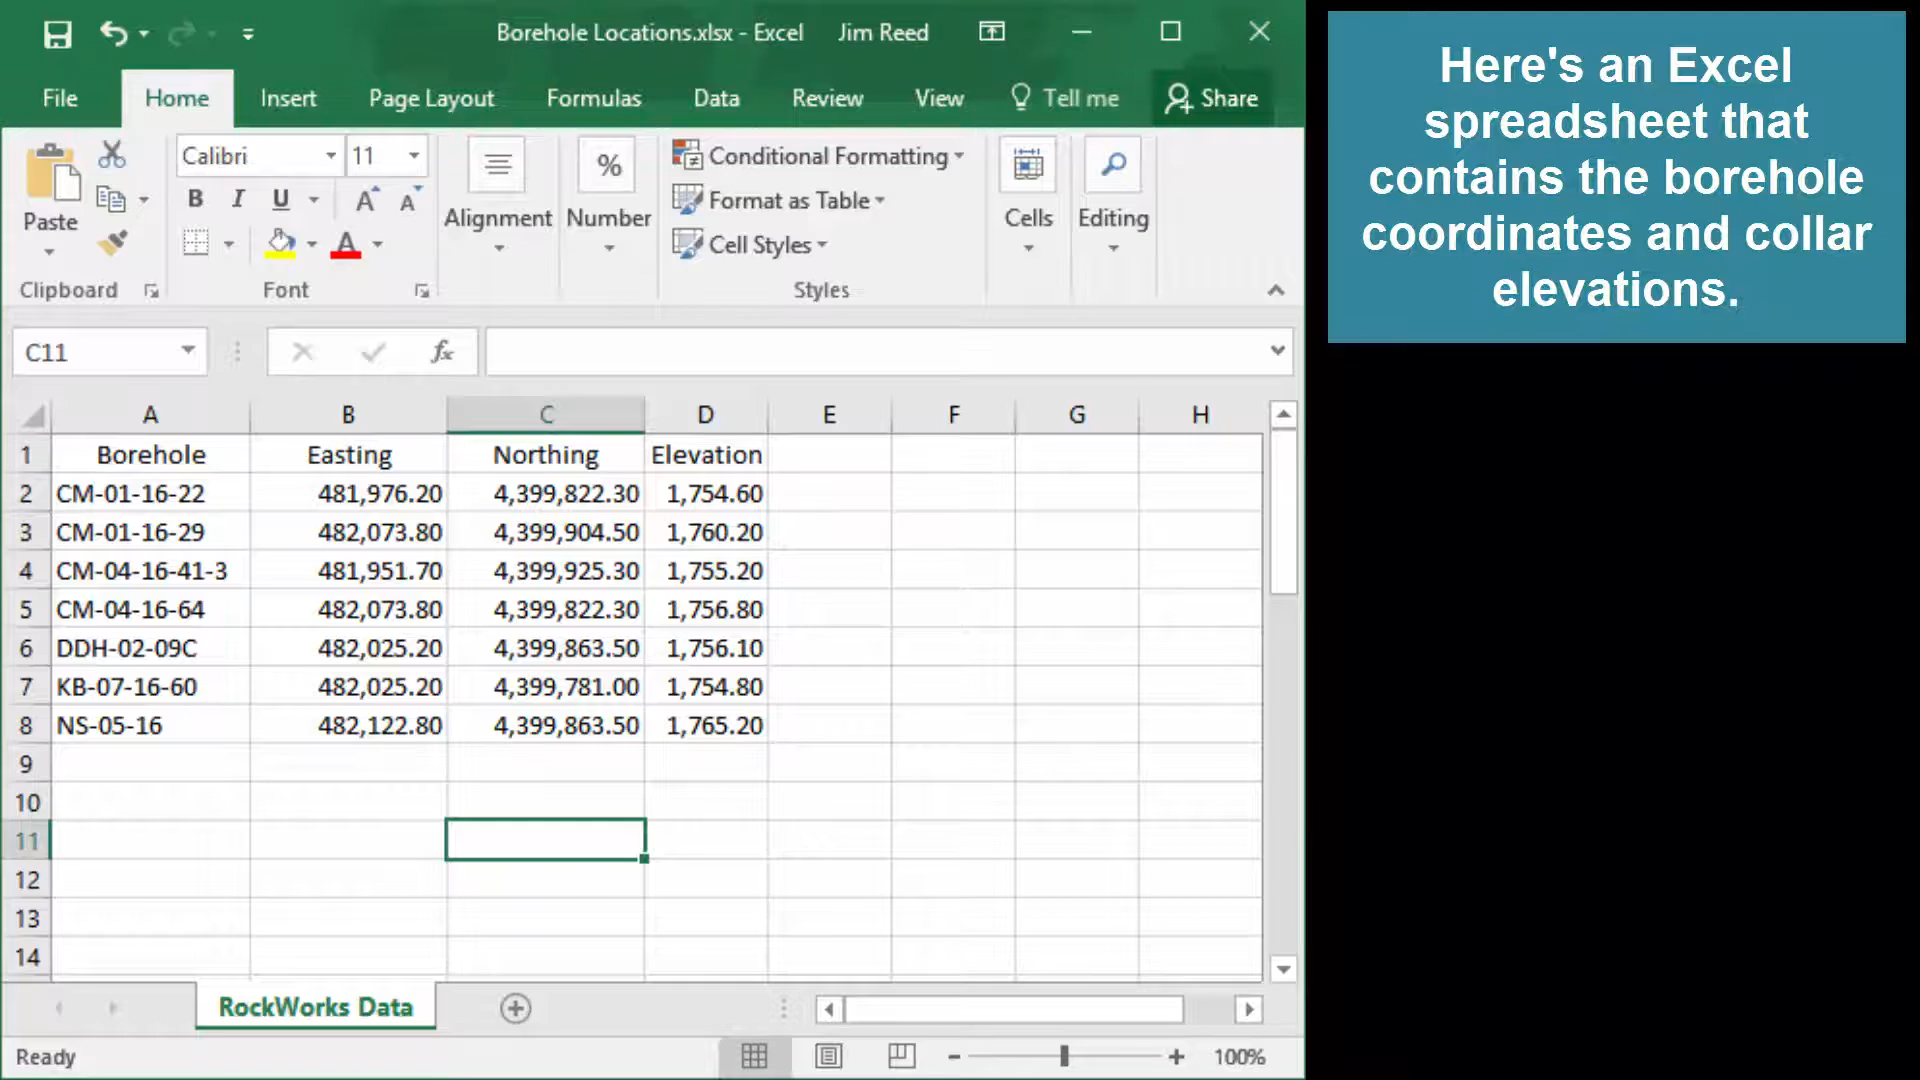 Borehole Locations.xlsx - Excel
Jim Reed
File
Home
Insert
Page Layout
Formulas
Data
Review
View
Tell me
Share
Paste
Clipboard
Calibri
11
B I U A A
A
Font
Alignment
%
Number
Conditional Formatting
Format as Table
Cell Styles
Styles
Cells
Editing
C11
fx
A B C D E F G H
1 Borehole Easting Northing Elevation
2 CM-01-16-22 481,976.20 4,399,822.30 1,754.60
3 CM-01-16-29 482,073.80 4,399,904.50 1,760.20
4 CM-04-16-41-3 481,951.70 4,399,925.30 1,755.20
5 CM-04-16-64 482,073.80 4,399,822.30 1,756.80
6 DDH-02-09C 482,025.20 4,399,863.50 1,756.10
7 KB-07-16-60 482,025.20 4,399,781.00 1,754.80
8 NS-05-16 482,122.80 4,399,863.50 1,765.20
9
10
11
12
13
14
RockWorks Data
Ready
100%
Here's an Excel
spreadsheet that
contains the borehole
coordinates and collar
elevations.